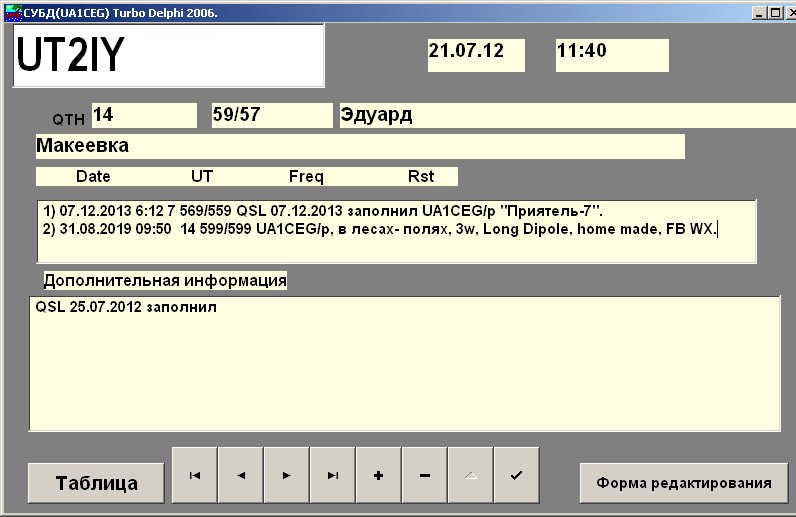 СУБД(UA1CEG) Turbo Delphi 2006.
UT2IY
21.07.12 11:40
QTH 14 59/57 Эдуард
Макеевка
Date UT Freq Rst
1) 07.12.2013 6:12 7 569/559 QSL 07.12.2013 заполнил UA1CEG/p "Приятель-7".
2) 31.08.2019 09:50  14 599/599 UA1CEG/p, в лесах- полях, 3w, Long Dipole, home made, FB WX.
Дополнительная информация
QSL 25.07.2012 заполнил
Таблица
Форма редактирования